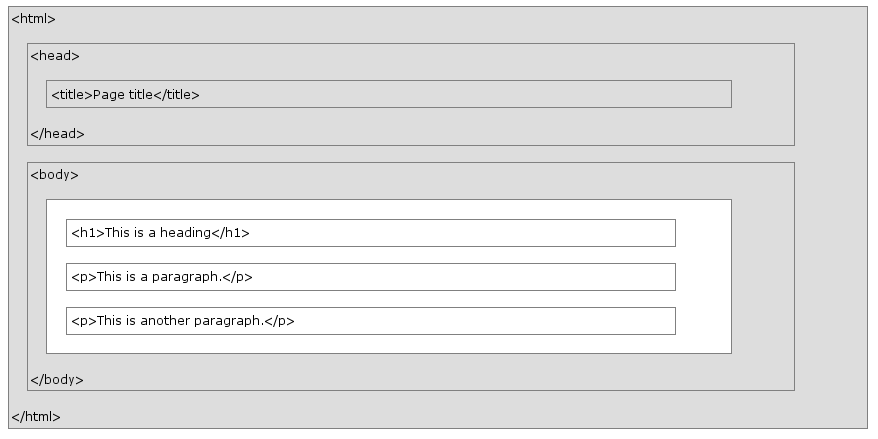 <html>
<head>
<title>Page title</title>
</head>
<body>
<h1>This is a heading</h1>
<p>This is a paragraph.</p>
<p>This is another paragraph.</p>
</body>
</html>